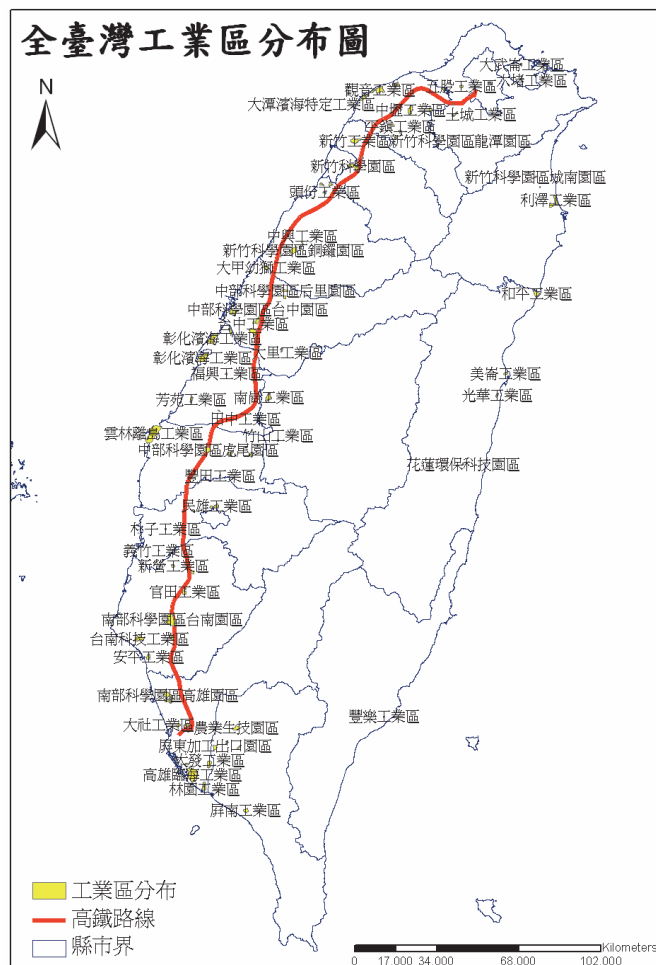 全臺灣工業區分布圖
N
大武崙工業區
觀音工業區
五股工業區
大潭濱海特定工業區
中壢工業區
土城工業區
平鎮工業區
新竹工業區
新竹科學園區龍潭園區
新竹科學園區
新竹科學園區城南園區
頭份工業區
利澤工業區
中興工業區
新竹科學園區銅鑼園區
大甲幼獅工業區
中部科學園區后里園區
和平工業區
中部科學園區台中園區
台中工業區
彰化濱海工業區
彰化濱海工業區
大里工業區
福興工業區
美崙工業區
芳苑工業區
南崗工業區
光華工業區
田中工業區
雲林離島工業區
竹山工業區
中部科學園區虎尾園區
花蓮環保科技園區
豐田工業區
民雄工業區
朴子工業區
義竹工業區
新營工業區
官田工業區
南部科學園區台南園區
台南科技工業區
安平工業區
南部科學園區高雄園區
豐樂工業區
大社工業區
農業生技園區
屏東加工出口園區
大發工業區
高雄臨海工業區
林園工業區
屏南工業區
工業區分布
高鐵路線
縣市界
Kilometers
0 17,000 34,000 68,000 102,000